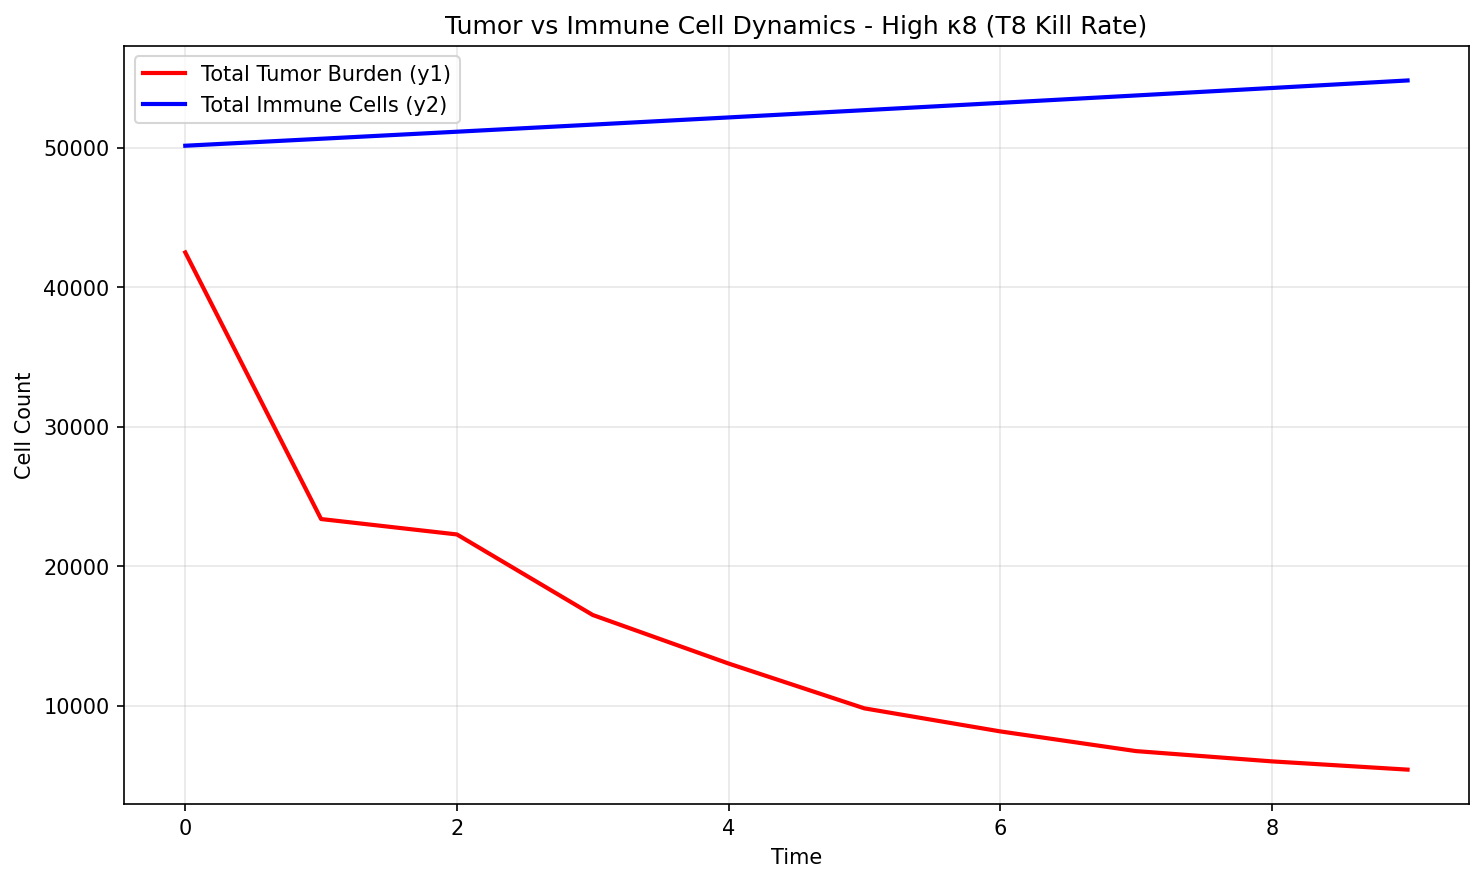 Tumor vs Immune Cell Dynamics - High κ8 (T8 Kill Rate)
Total Tumor Burden (y1)
Total Immune Cells (y2)
Cell Count
50000
40000
30000
20000
10000
0
2
4
6
8
Time